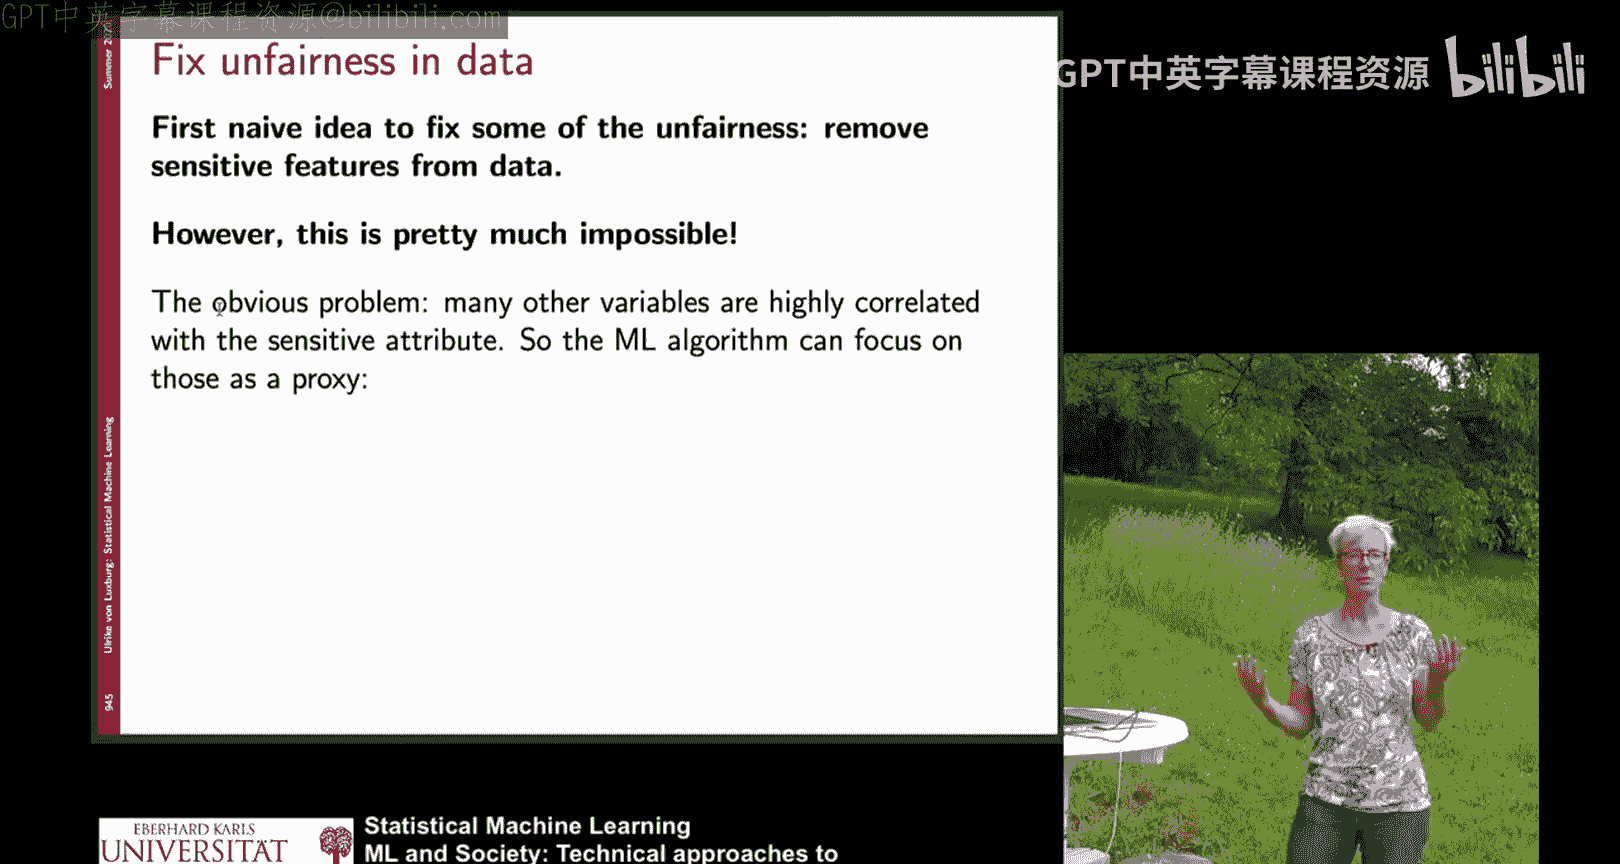 GPT中英字幕课程资源@bilibili.com
GPT中英字幕课程资源 bilibili
Fix unfairness in data
First naive idea to fix some of the unfairness: remove
sensitive features from data.
However, this is pretty much impossible!
The obvious problem: many other variables are highly correlated
with the sensitive attribute. So the ML algorithm can focus on
those as a proxy:
Ulrike von Luxburg: Statistical Machine Learning
Summer
945
EBERHARD KARLS
UNIVERSITÄT
Statistical Machine Learning
ML and Society: Technical approaches to